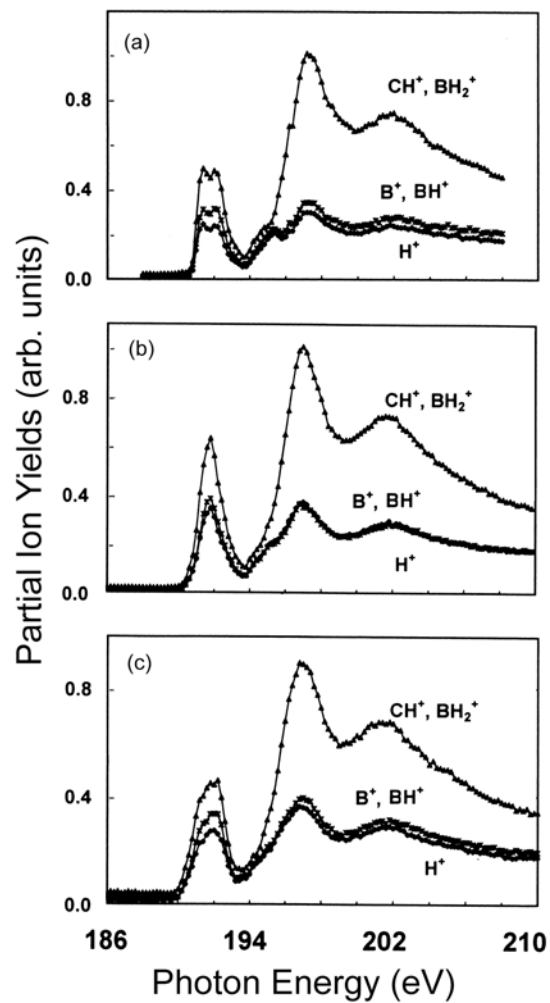 Partial Ion Yields (arb. units)
(a)
CH⁺, BH₂⁺
0.8
B⁺, BH⁺
0.4
H⁺
0.0
(b)
CH⁺, BH₂⁺
0.8
B⁺, BH⁺
0.4
H⁺
0.0
(c)
CH⁺, BH₂⁺
0.8
B⁺, BH⁺
0.4
H⁺
0.0
186 194 202 210
Photon Energy (eV)